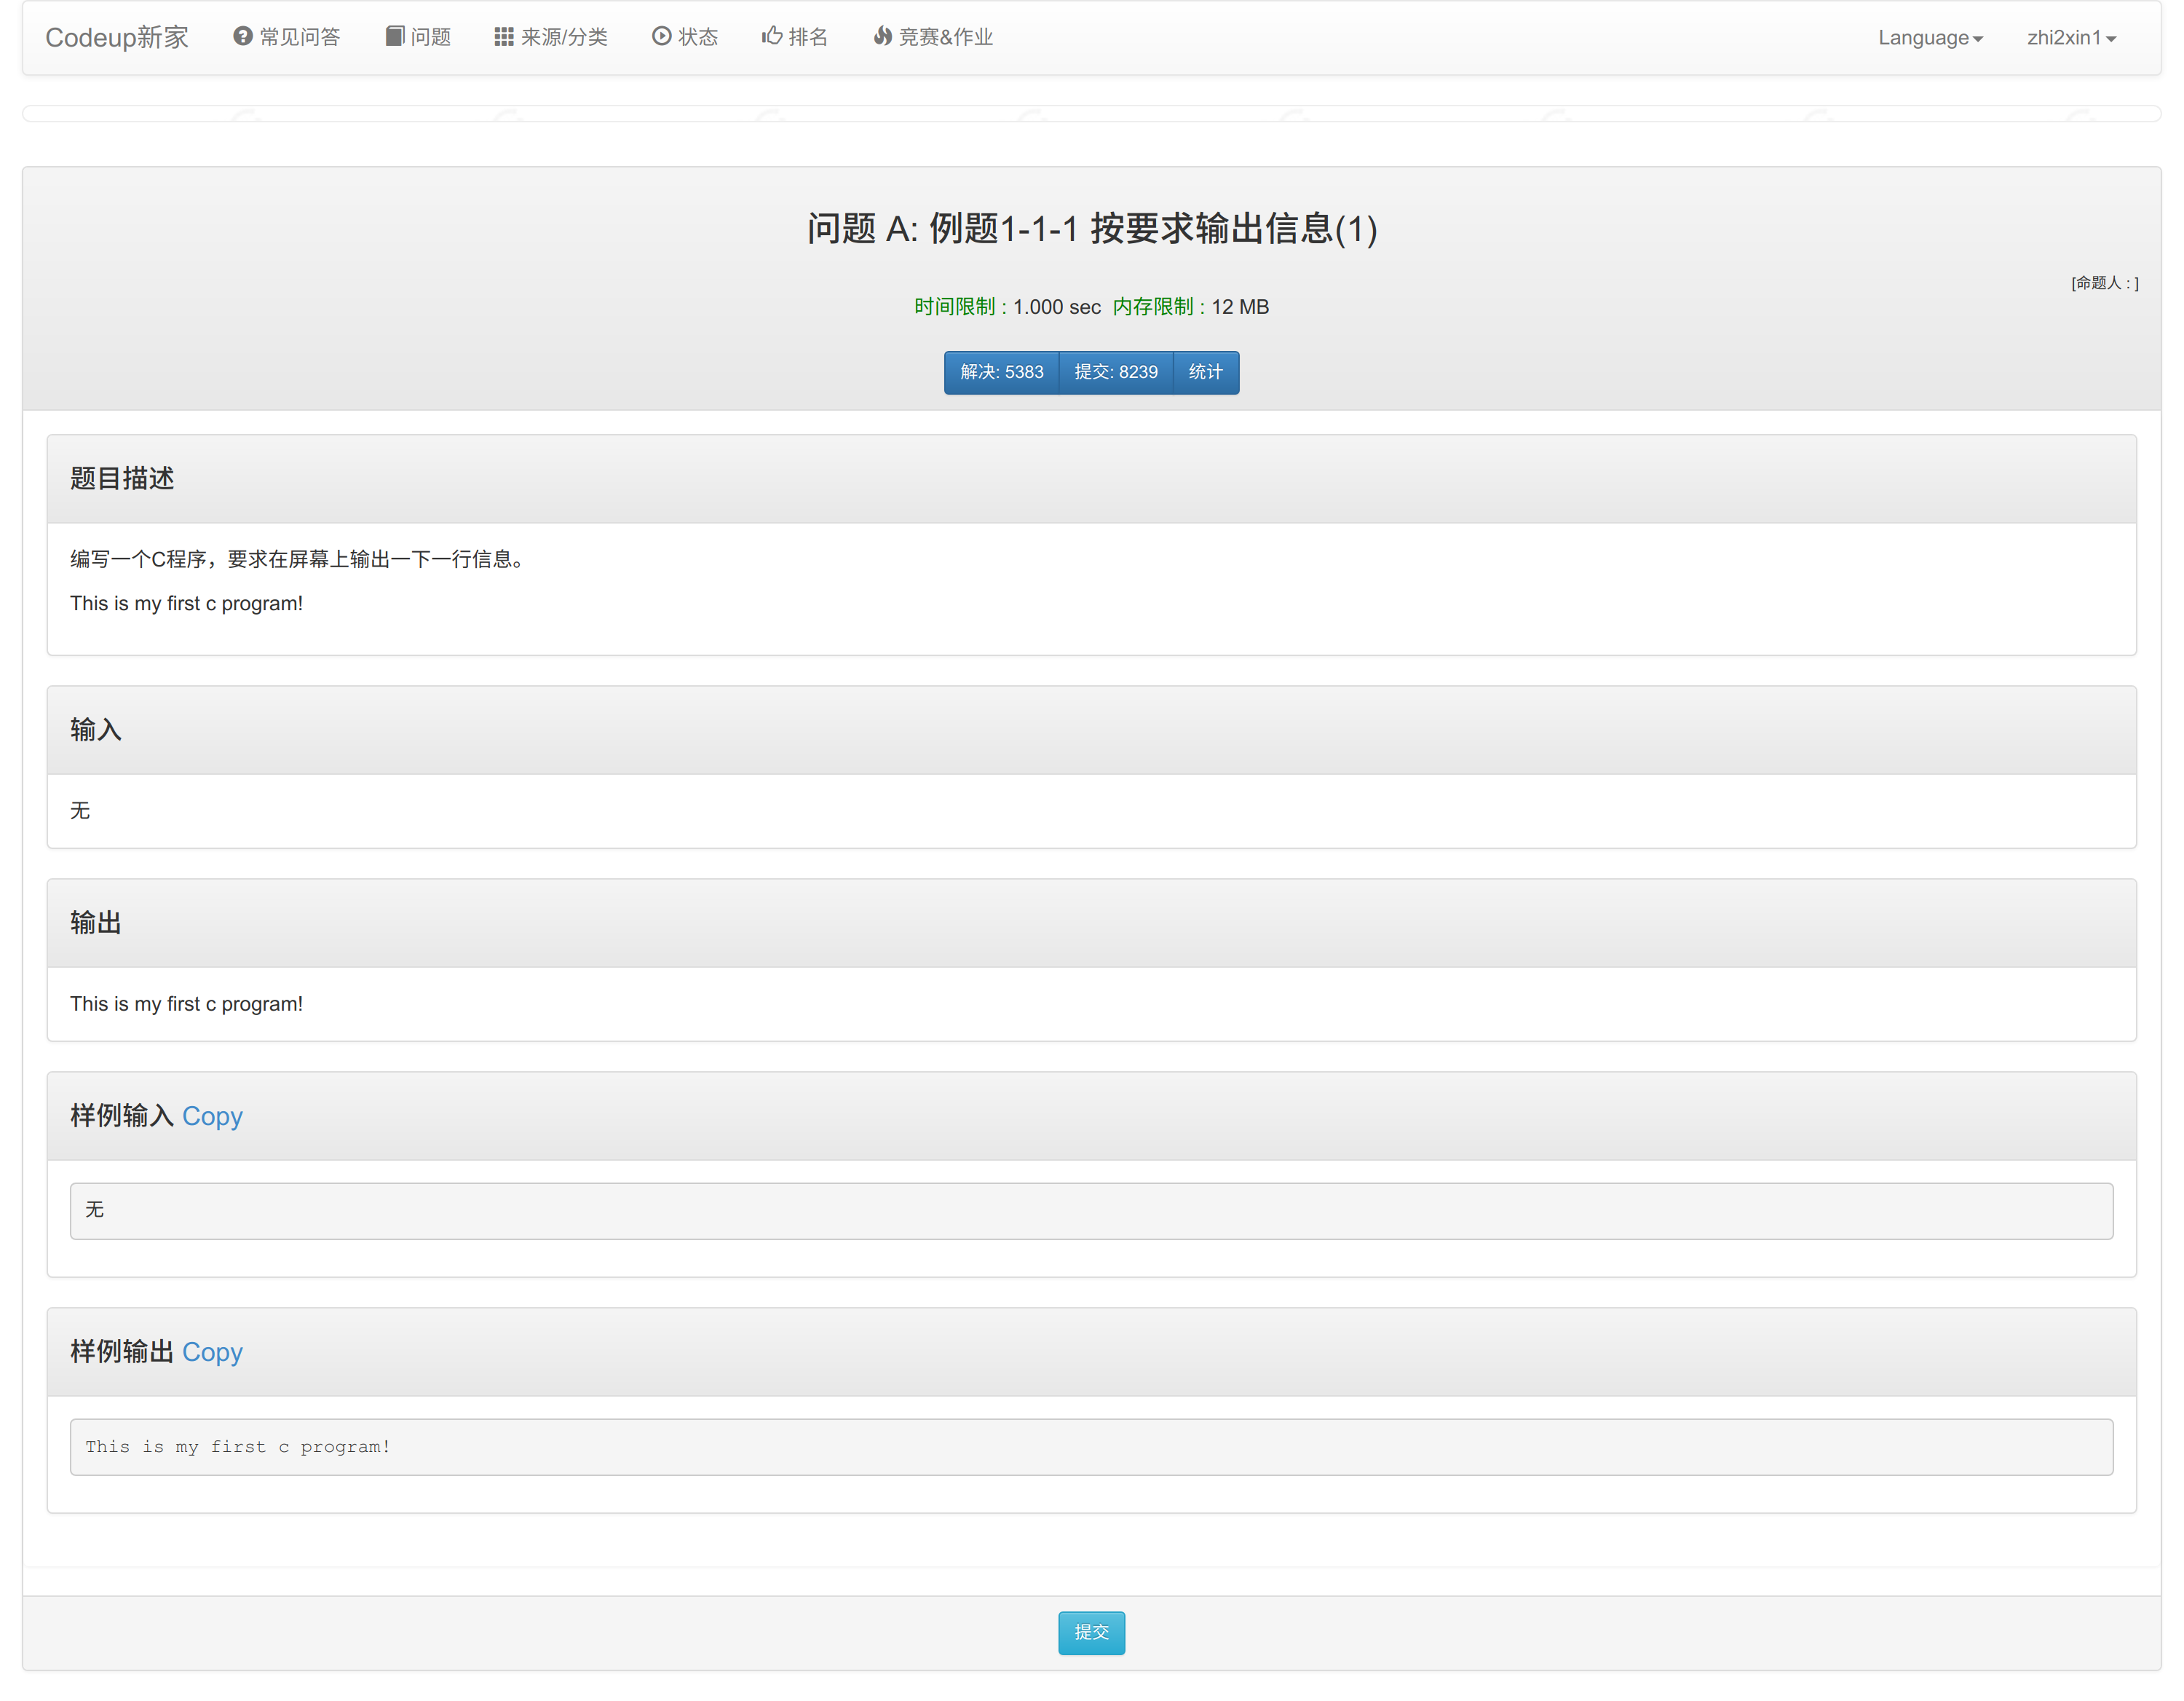 Codeup新家 常见问答 问题 来源/分类 状态 排名 竞赛&作业 Language zhi2xin1
问题 A: 例题1-1-1 按要求输出信息(1)
[命题人 : ]
时间限制 : 1.000 sec 内存限制 : 12 MB
解决: 5383 提交: 8239 统计
题目描述
编写一个C程序，要求在屏幕上输出一下一行信息。
This is my first c program!
输入
无
输出
This is my first c program!
样例输入 Copy
无
样例输出 Copy
This is my first c program!
提交